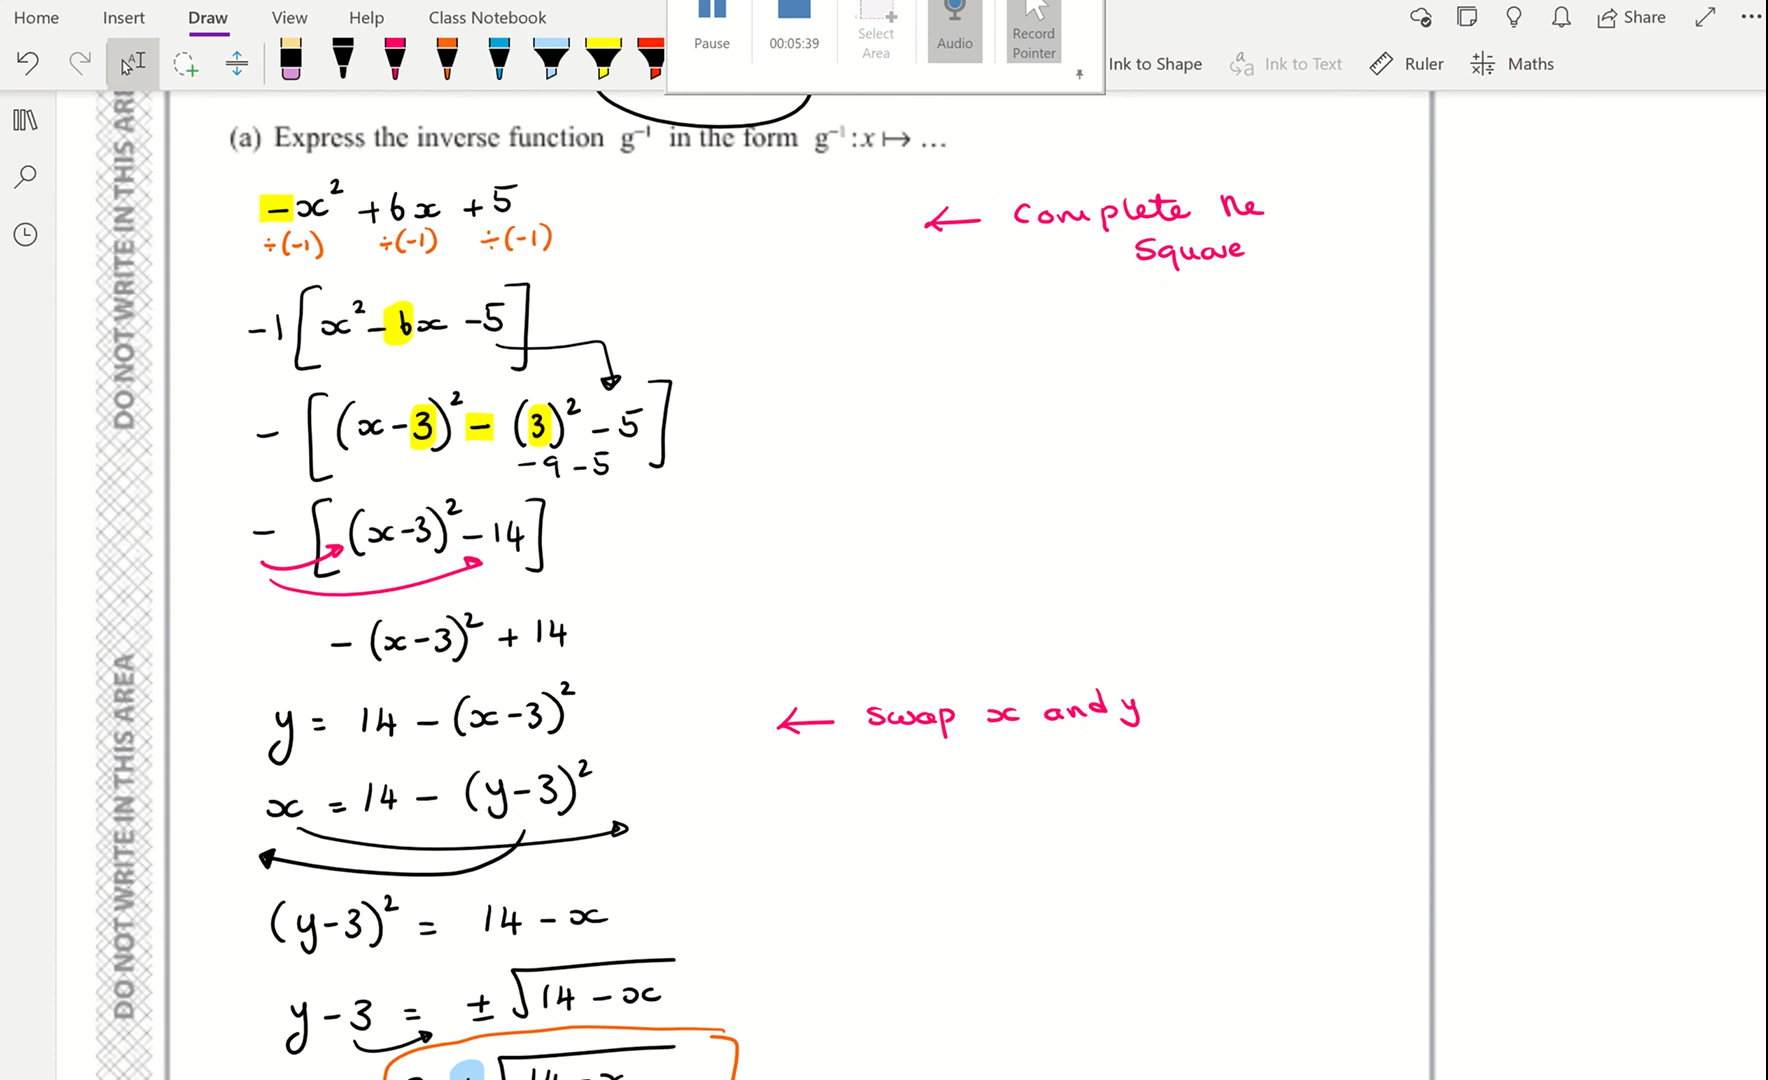 Home Insert Draw View Help Class Notebook
Pause 00:05:39 Select Area Audio Record Pointer
Share
Ink to Shape Ink to Text Ruler Maths
DO NOT WRITE IN THIS ARE
(a) Express the inverse function g⁻¹ in the form g⁻¹ : x ↦ ...
-x² + 6x + 5
÷(-1) ÷(-1) ÷(-1)
← Complete the
Square
-1[x² - 6x - 5]
-[(x-3)² - (3)² - 5]
-9 -5
-[(x-3)² - 14]
-(x-3)² + 14
y = 14 - (x-3)²
← swap x and y
x = 14 - (y-3)²
DO NOT WRITE IN THIS AREA
(y-3)² = 14 - x
y-3 = ±√14-x